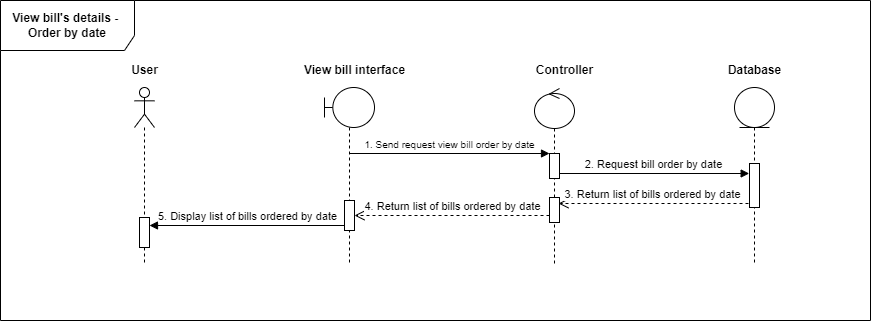 View bill's details -
Order by date
User
View bill interface
Controller
Database
1. Send request view bill order by date
2. Request bill order by date
3. Return list of bills ordered by date
4. Return list of bills ordered by date
5. Display list of bills ordered by date